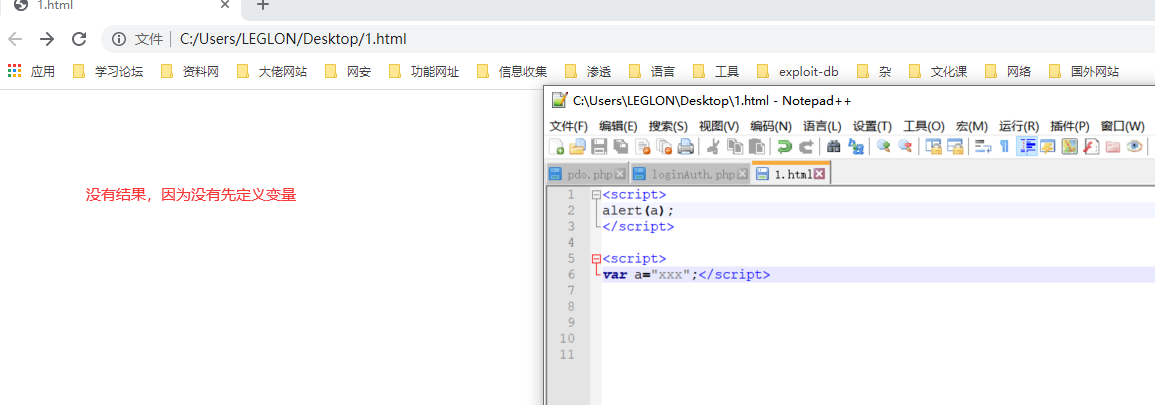 1.html
文件 C:/Users/LEGLON/Desktop/1.html
应用 学习论坛 资料网 大佬网站 网安 功能网址 信息收集 渗透 语言 工具 exploit-db 杂 文化课 网络 国外网站
没有结果，因为没有先定义变量
C:\Users\LEGLON\Desktop\1.html - Notepad++
文件(F) 编辑(E) 搜索(S) 视图(V) 编码(N) 语言(L) 设置(T) 工具(O) 宏(M) 运行(R) 插件(P) 窗口(W)
pdo.php loginAuth.php 1.html
1 <script>
2 alert(a);
3 </script>
4
5 <script>
6 var a="xxx";</script>
7
8
9
10
11